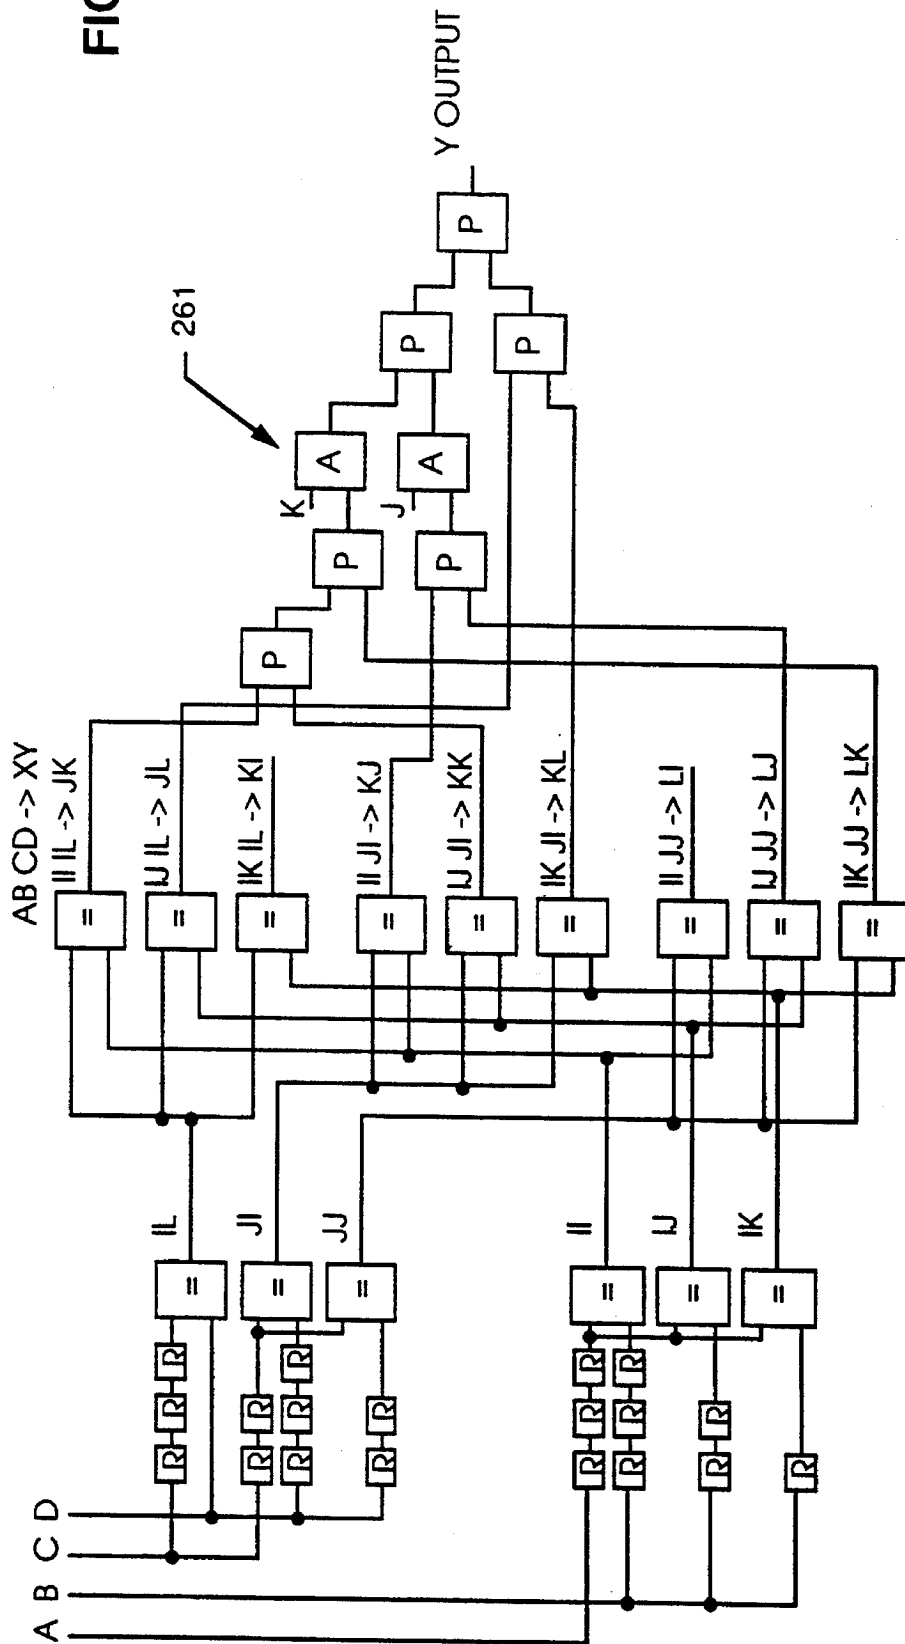 FIG
A
B
C
D
R R R
R R
R R R
R R
R R R
R R R
R R
R
= IL
= JI
= JJ
= II
= IJ
= IK
AB CD -> XY
= II IL -> JK
= IJ IL -> JL
= IK IL -> KI
= II JI -> KJ
= IJ JI -> KK
= IK JI -> KL
= II JJ -> LI
= IJ JJ -> LJ
= IK JJ -> LK
P
P
P
K
A
J
A
261
P
P
P
Y OUTPUT